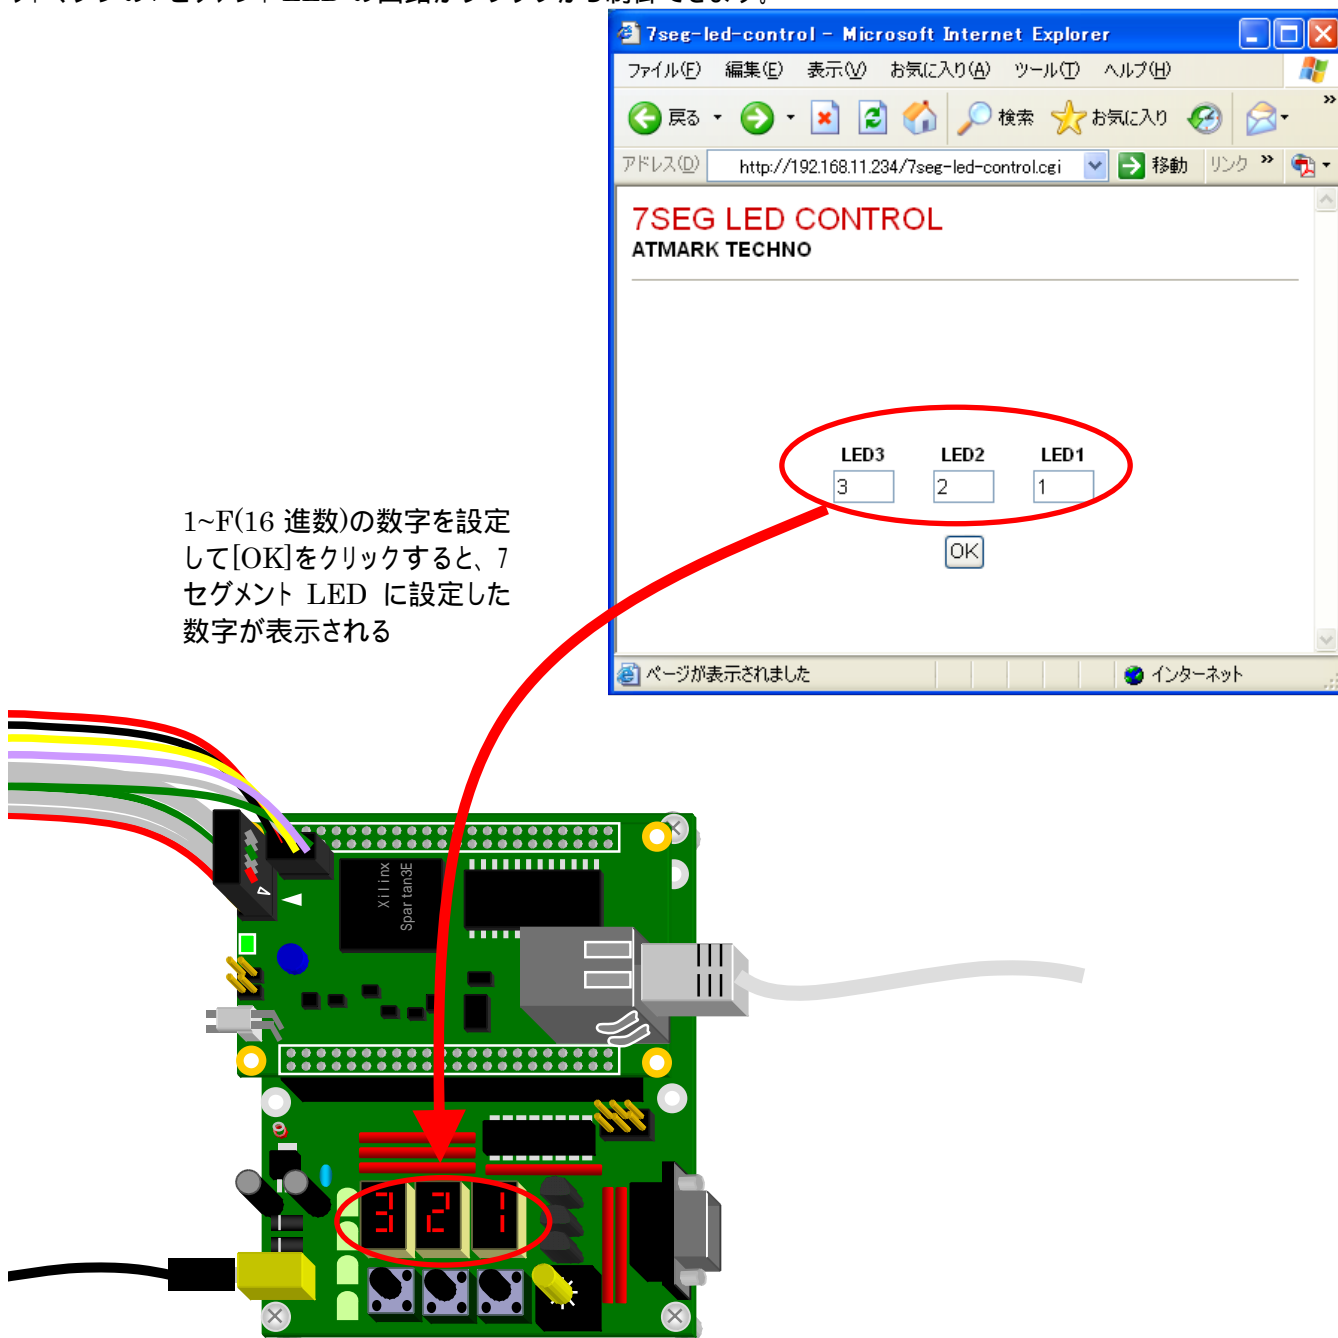 7seg-led-control - Microsoft Internet Explorer
ファイル(F) 編集(E) 表示(V) お気に入り(A) ツール(T) ヘルプ(H)
戻る 検索 お気に入り »
アドレス(D) http://192.168.11.234/7seg-led-control.cgi 移動 リンク »
7SEG LED CONTROL
ATMARK TECHNO
LED3 LED2 LED1
3 2 1
OK
1~F(16 進数)の数字を設定
して[OK]をクリックすると、7
セグメント LED に設定した
数字が表示される
ページが表示されました インターネット
Xilinx
Spartan3E
3 2 1